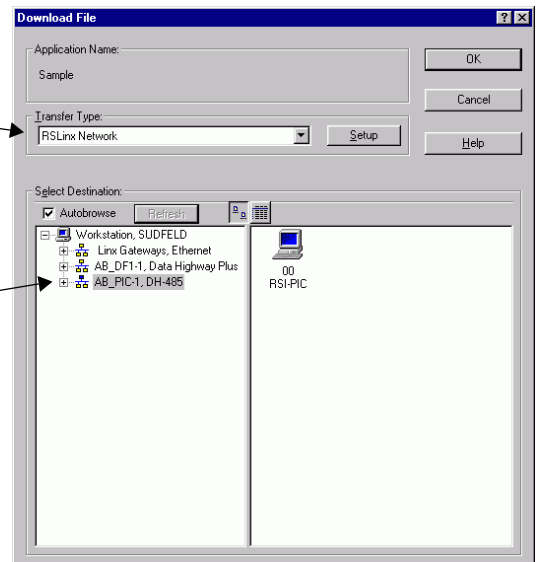 Download File
Application Name:
OK
Sample
Cancel
Transfer Type:
RSLinx Network
Setup
Help
Select Destination:
Autobrowse
Refresh
Workstation, SUDFELD
Linx Gateways, Ethernet
AB_DF1-1, Data Highway Plus
AB_PIC-1, DH-485
00
RSI-PIC